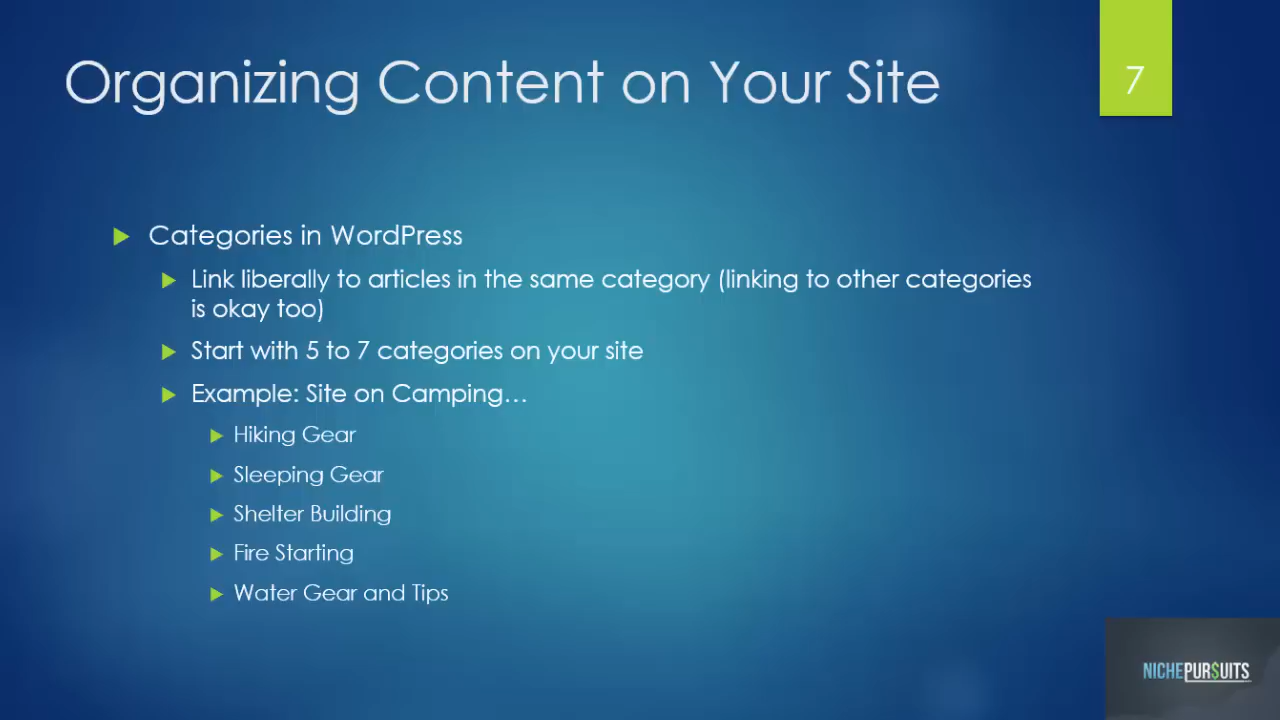 Organizing Content on Your Site
7
Categories in WordPress
Link liberally to articles in the same category (linking to other categories
is okay too)
Start with 5 to 7 categories on your site
Example: Site on Camping…
Hiking Gear
Sleeping Gear
Shelter Building
Fire Starting
Water Gear and Tips
NICHEPUR$UITS